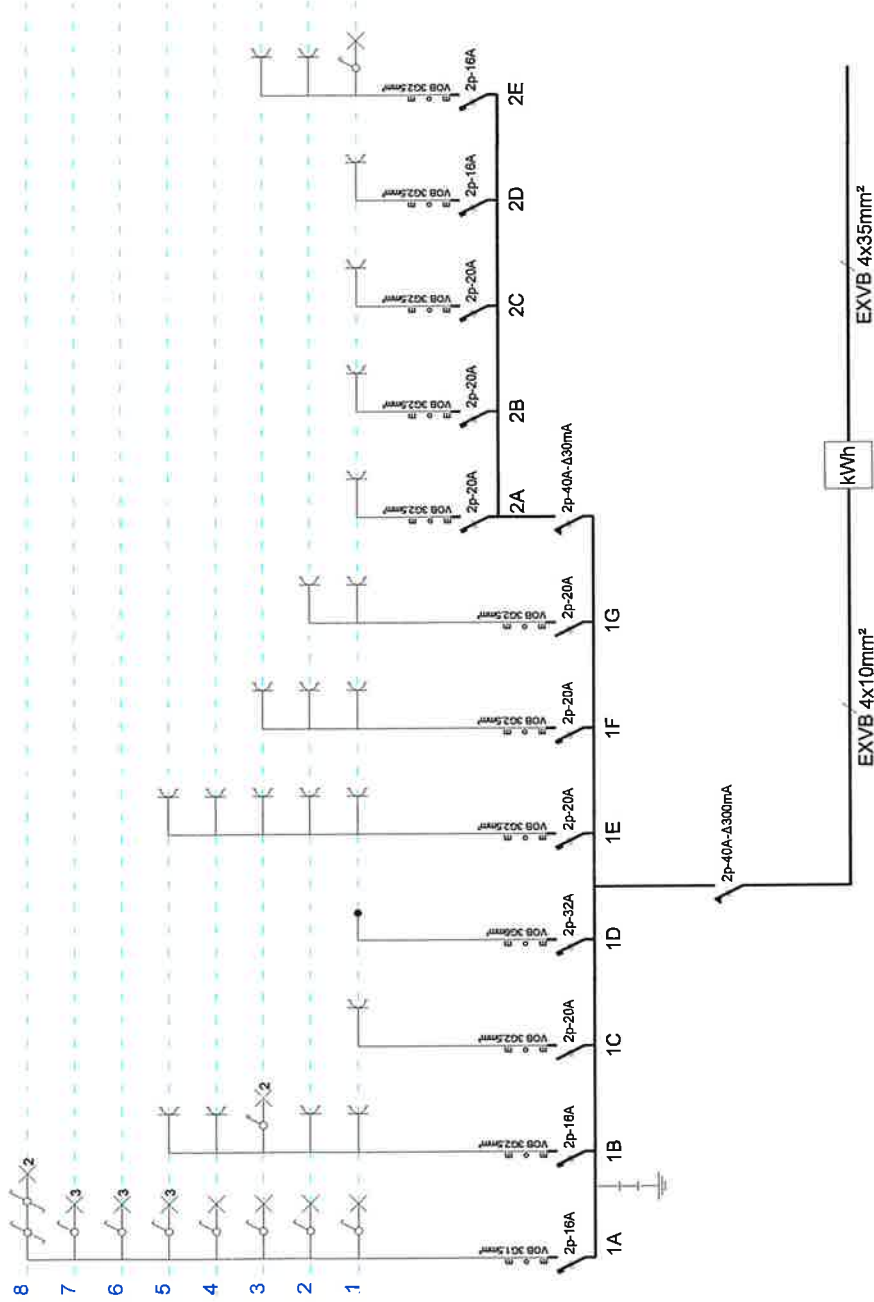 8
7
6
5
4
3
2
1
2
3
3
3
2
VOB 3G1.5mm²
2p-16A
1A
VOB 3G2.5mm²
2p-16A
1B
VOB 3G2.5mm²
2p-20A
1C
VOB 3G6mm²
2p-32A
1D
VOB 3G2.5mm²
2p-20A
1E
VOB 3G2.5mm²
2p-20A
1F
VOB 3G2.5mm²
2p-20A
1G
VOB 3G2.5mm²
2p-20A
2A
2p-40A-Δ30mA
VOB 3G2.5mm²
2p-20A
2B
VOB 3G2.5mm²
2p-20A
2C
VOB 3G2.5mm²
2p-16A
2D
VOB 3G2.5mm²
2p-16A
2E
2p-40A-Δ300mA
EXVB 4x10mm²
kWh
EXVB 4x35mm²